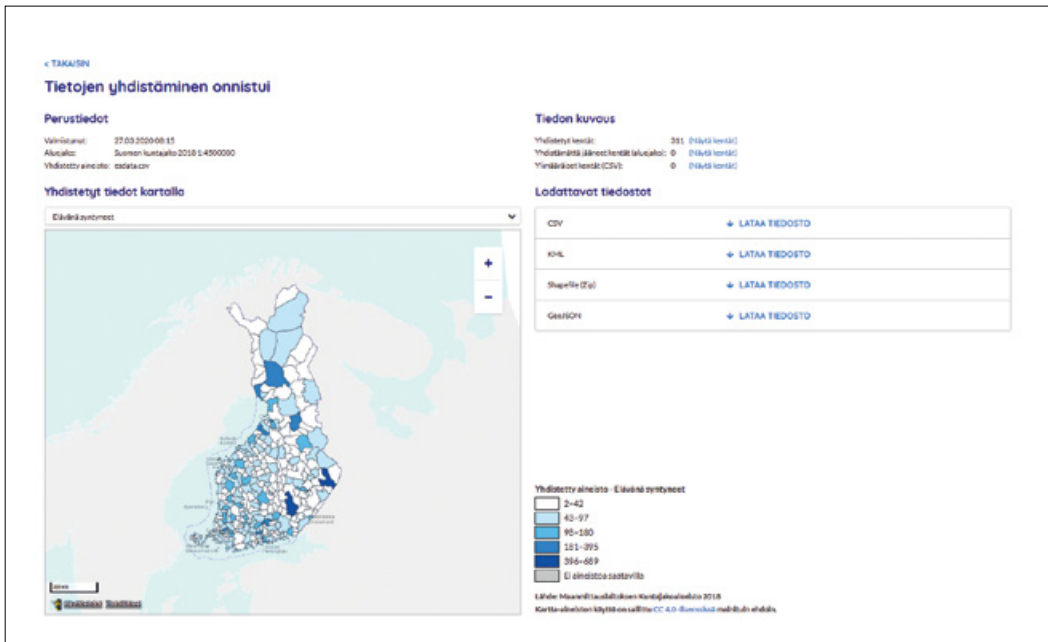 < TAKAISIN
Tietojen yhdistäminen onnistui
Perustiedot
Valmistunut: 27.03.2020 08:15
Aluejako: Suomen kuntajako 2018 1:4500000
Yhdistetty aineisto: eadata.csv
Yhdistetyt tiedot kartalla
Elävänä syntyneet
+
−
Tiedon kuvaus
Yhdistetyt kentät: 311 (Näytä kentät)
Yhdistämättä jääneet kentät (aluejako): 0 (Näytä kentät)
Ylimääräiset kentät (CSV): 0 (Näytä kentät)
Ladattavat tiedostot
CSV LATAA TIEDOSTO
KML LATAA TIEDOSTO
Shapefile (Zip) LATAA TIEDOSTO
GeoJSON LATAA TIEDOSTO
Yhdistetty aineisto - Elävänä syntyneet
2-42
43-97
98-180
181-395
396-689
Ei aineistoa saatavilla
Lähde: Maanmittauslaitoksen Kuntajakoaineisto 2018
Kartta-aineiston käyttö on sallittu CC 4.0 -lisenssissä mainituin ehdoin.